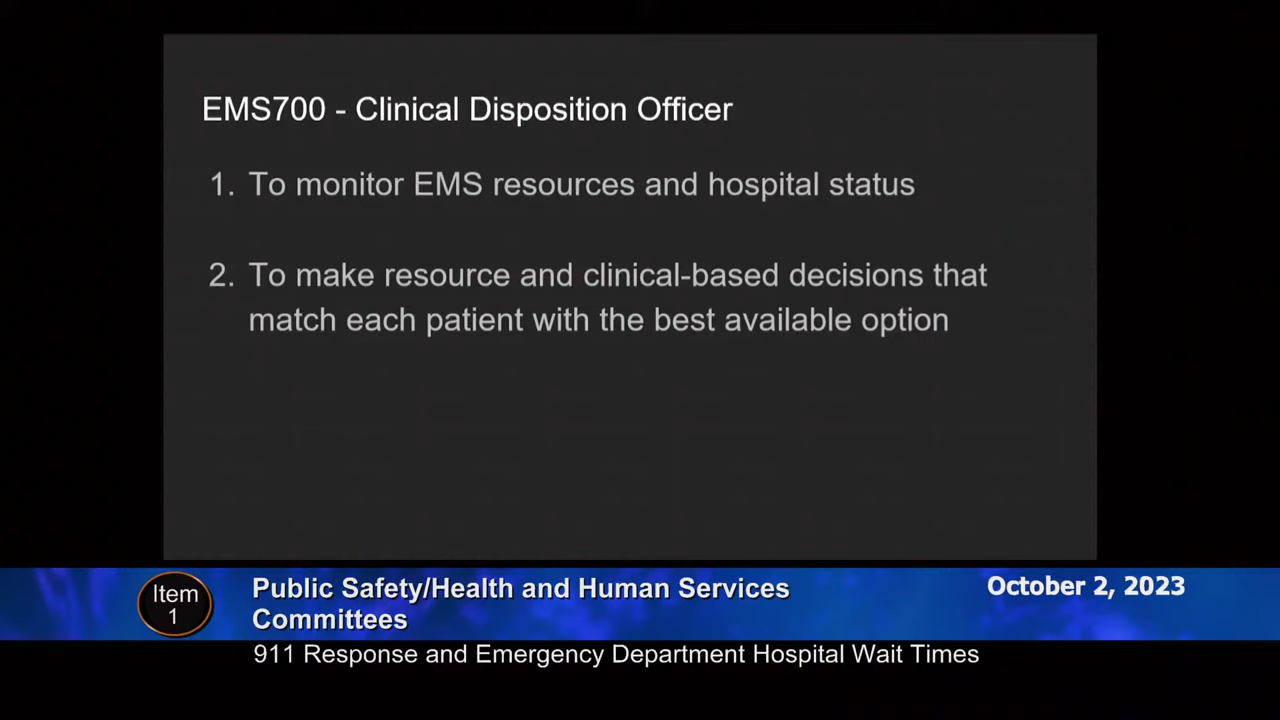 EMS700 - Clinical Disposition Officer
1. To monitor EMS resources and hospital status
2. To make resource and clinical-based decisions that
match each patient with the best available option
Item
1
Public Safety/Health and Human Services
Committees
October 2, 2023
911 Response and Emergency Department Hospital Wait Times